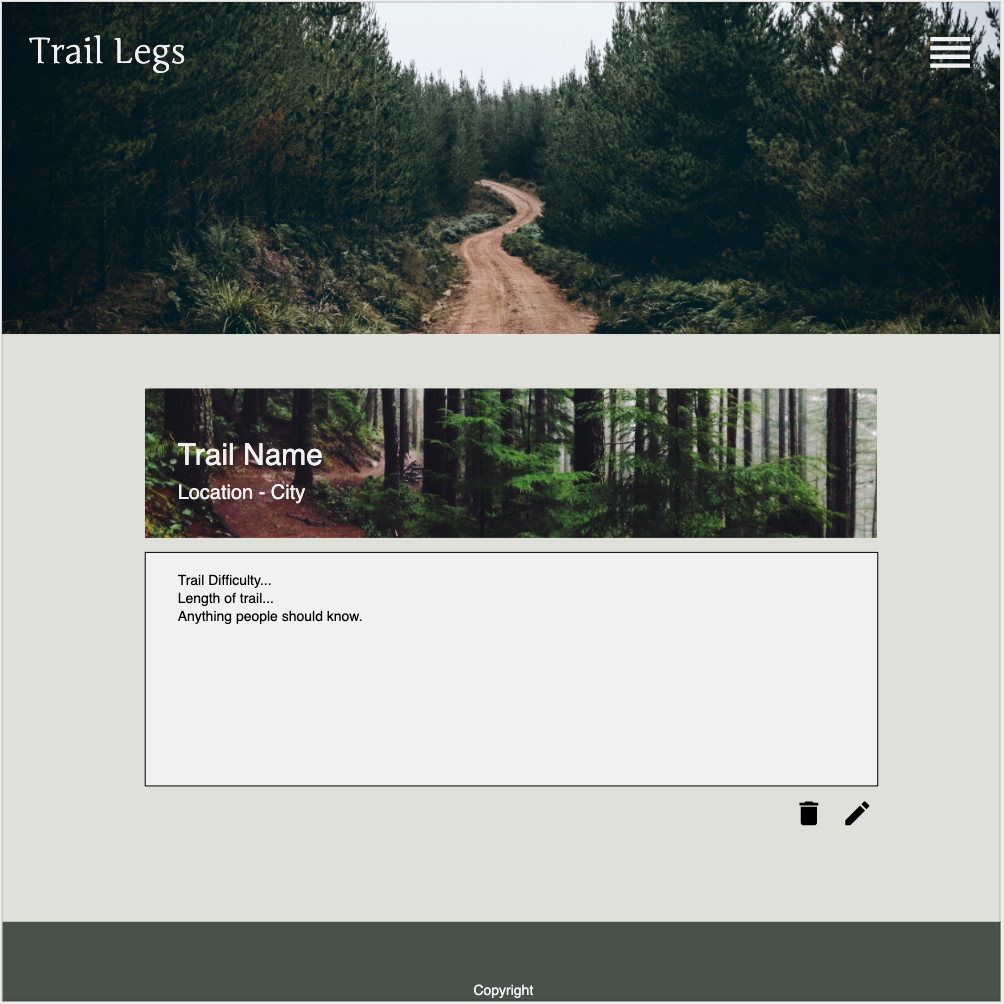 Trail Legs
Trail Name
Location - City
Trail Difficulty...
Length of trail...
Anything people should know.
Copyright